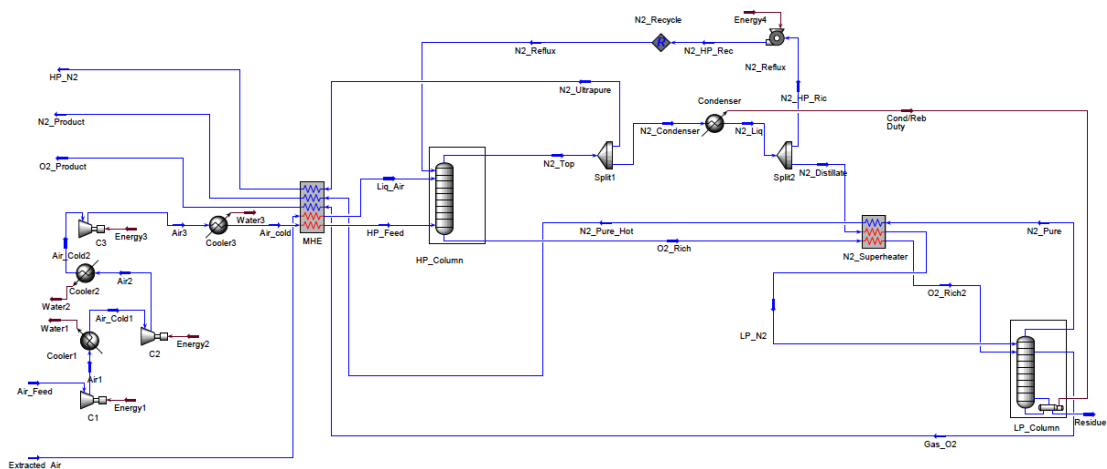 Energy4
N2_Recycle
N2_Reflux
N2_HP_Rec
N2_Reflux
HP_N2
N2_Ultrapure
N2_HP_Ric
Condenser
Cond/Reb
Duty
N2_Product
N2_Condenser
N2_Liq
O2_Product
N2_Top
Split1
Split2
N2_Distillate
Liq_Air
Water3
Air3
Cooler3
Air_cold
MHE
HP_Feed
N2_Pure_Hot
N2_Pure
C3
Energy3
O2_Rich
HP_Column
N2_Superheater
Air_Cold2
Air2
Cooler2
Water2
O2_Rich2
Water1
Air_Cold1
LP_N2
Cooler1
C2
Energy2
Air1
Air_Feed
Energy1
C1
LP_Column
Residue
Gas_O2
Extracted Air